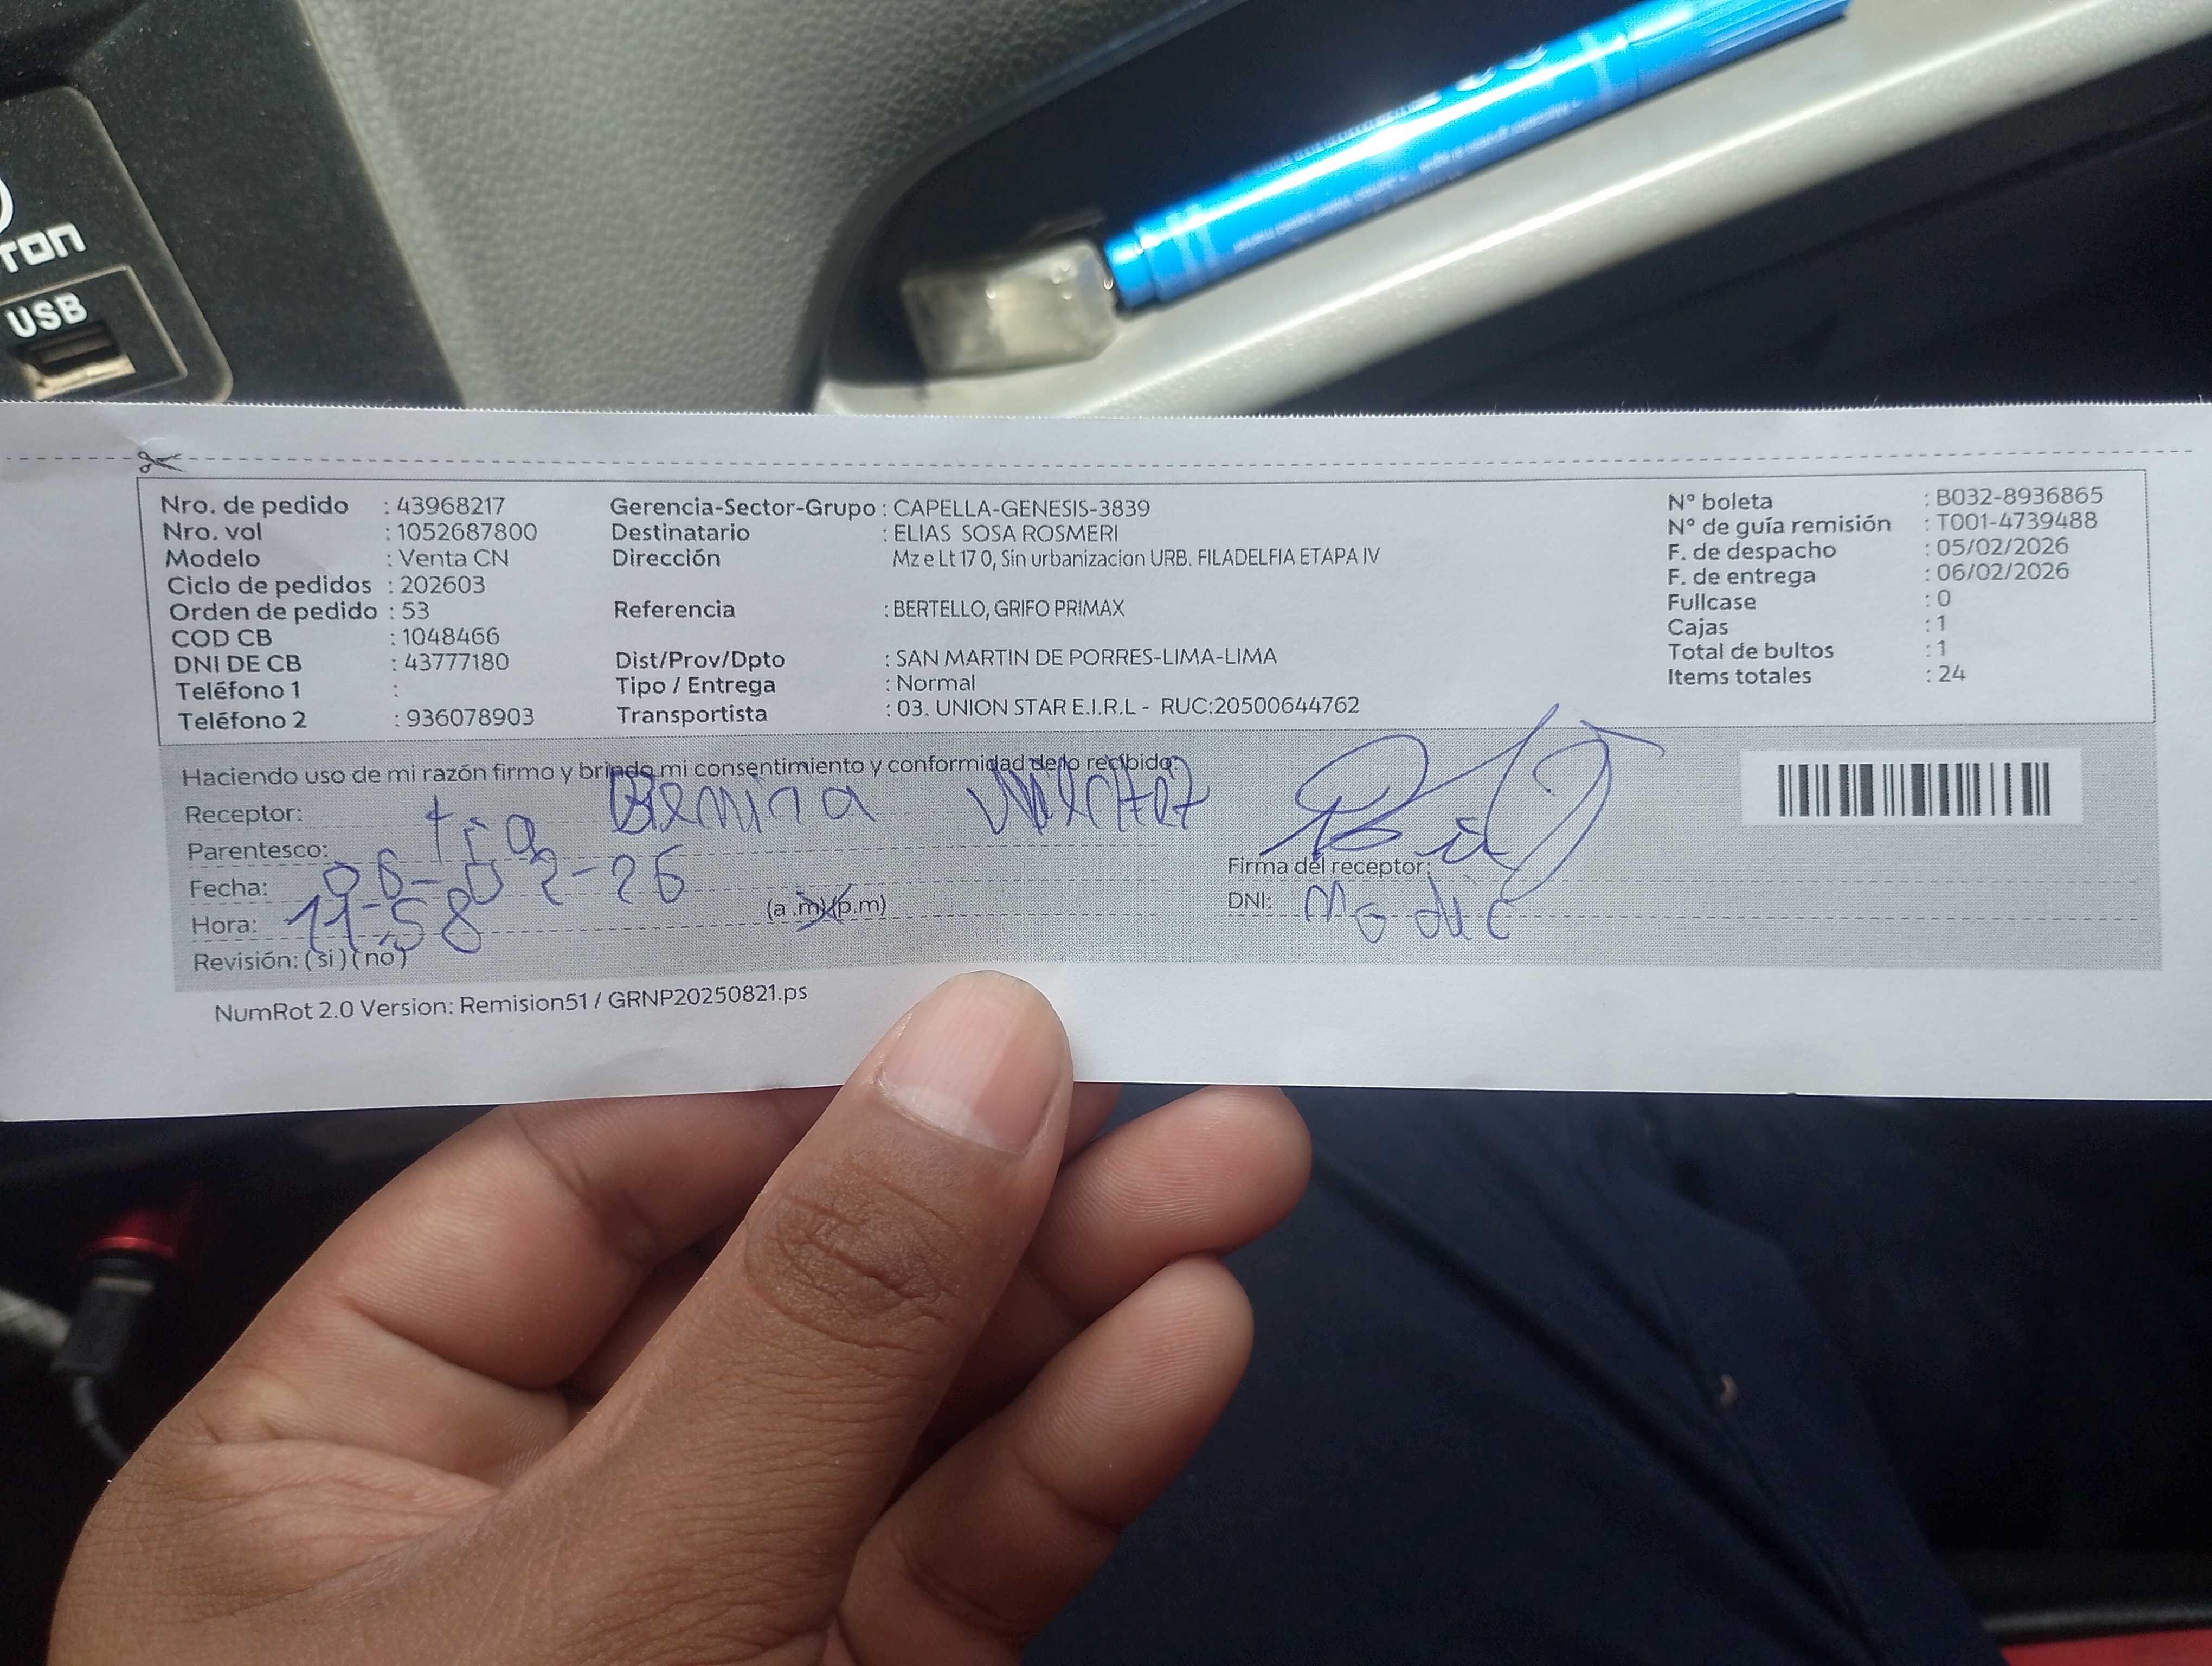 TON
USB
Nro. de pedido : 43968217
Nro. vol : 1052687800
Modelo : Venta CN
Ciclo de pedidos : 202603
Orden de pedido : 53
COD CB : 1048466
DNI DE CB : 43777180
Teléfono 1 :
Teléfono 2 : 936078903
Gerencia-Sector-Grupo : CAPELLA-GENESIS-3839
Destinatario : ELIAS SOSA ROSMERI
Dirección Mz e Lt 17 0, Sin urbanizacion URB. FILADELFIA ETAPA IV
Referencia : BERTELLO, GRIFO PRIMAX
Dist/Prov/Dpto : SAN MARTIN DE PORRES-LIMA-LIMA
Tipo / Entrega : Normal
Transportista : 03. UNION STAR E.I.R.L - RUC:20500644762
N° boleta : B032-8936865
N° de guía remisión : T001-4739488
F. de despacho : 05/02/2026
F. de entrega : 06/02/2026
Fullcase : 0
Cajas : 1
Total de bultos : 1
Items totales : 24
Haciendo uso de mi razón firmo y brindo mi consentimiento y conformidad de lo recibido
Receptor:
Parentesco: tia
Fecha: 06-02-26
Hora: 11:58 (a.m)(p.m)
Revisión: (si) (no)
Firma del receptor:
DNI: No dic
NumRot 2.0 Version: Remision51 / GRNP20250821.ps